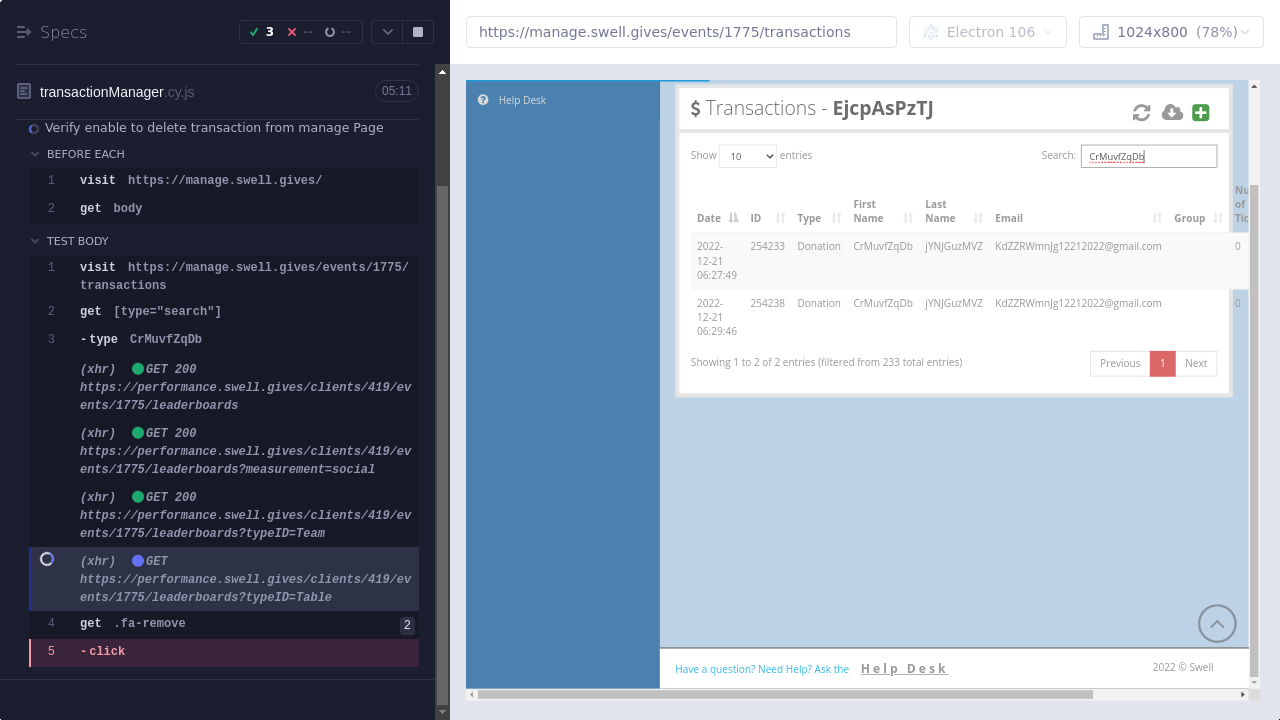 Specs
3
--
--
https://manage.swell.gives/events/1775/transactions
Electron 106
1024x800 (78%)
transactionManager.cy.js
05:11
Verify enable to delete transaction from manage Page
BEFORE EACH
1 visit https://manage.swell.gives/
2 get body
TEST BODY
1 visit https://manage.swell.gives/events/1775/
transactions
2 get [type="search"]
3 -type CrMuvfZqDb
(xhr) GET 200
https://performance.swell.gives/clients/419/ev
ents/1775/leaderboards
(xhr) GET 200
https://performance.swell.gives/clients/419/ev
ents/1775/leaderboards?measurement=social
(xhr) GET 200
https://performance.swell.gives/clients/419/ev
ents/1775/leaderboards?typeID=Team
(xhr) GET
https://performance.swell.gives/clients/419/ev
ents/1775/leaderboards?typeID=Table
4 get .fa-remove 2
5 -click
Help Desk
$ Transactions - EjcpAsPzTJ
Show 10 entries
Search: CrMuvfZqDb
Date ID Type First Name Last Name Email Group Nu of Tic
2022-12-21 06:27:49 254233 Donation CrMuvfZqDb jYNJGuzMVZ KdZZRWmnJg12212022@gmail.com 0
2022-12-21 06:29:46 254238 Donation CrMuvfZqDb jYNJGuzMVZ KdZZRWmnJg12212022@gmail.com 0
Showing 1 to 2 of 2 entries (filtered from 233 total entries)
Previous 1 Next
Have a question? Need Help? Ask the Help Desk
2022 © Swell